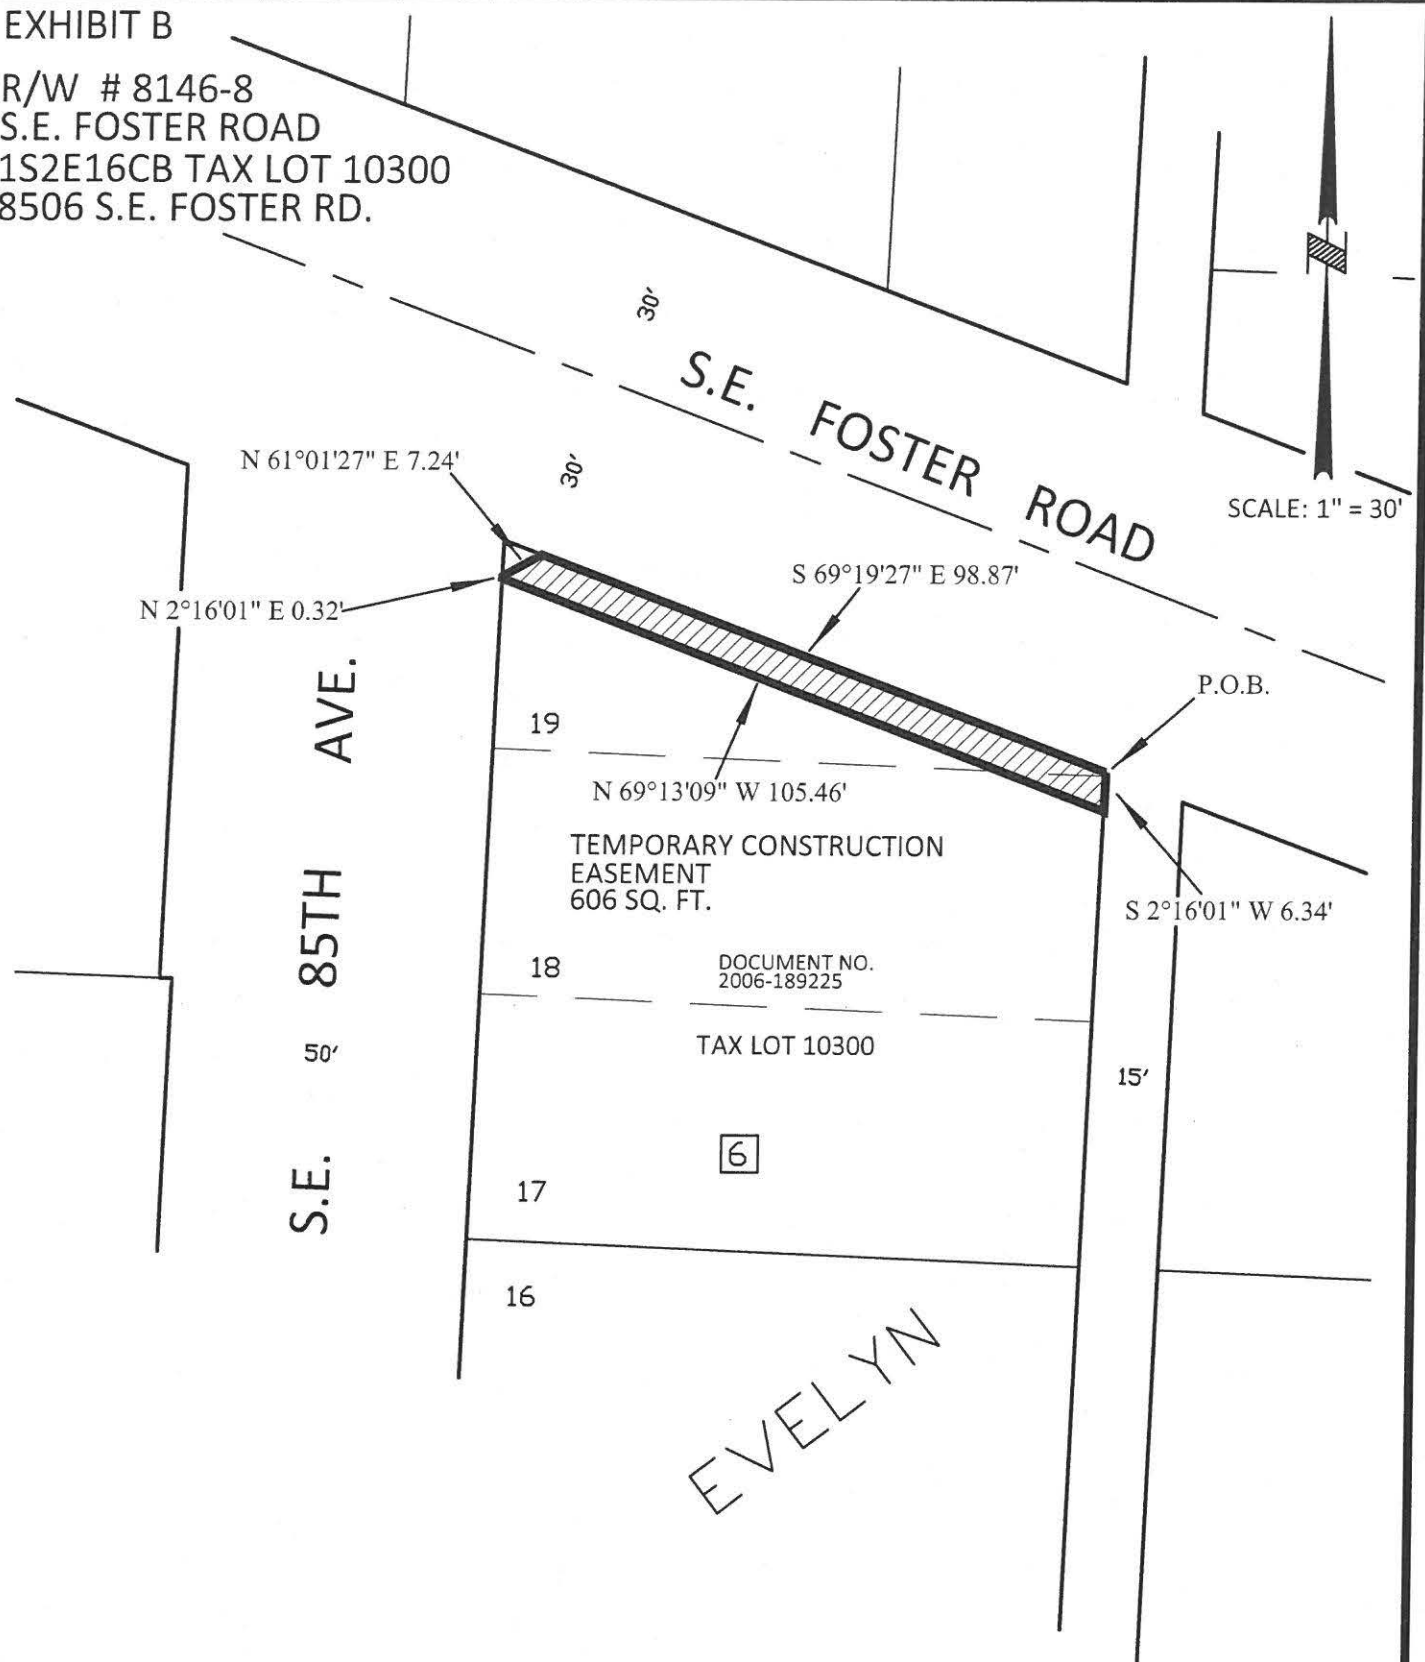 EXHIBIT B
R/W # 8146-8
S.E. FOSTER ROAD
1S2E16CB TAX LOT 10300
8506 S.E. FOSTER RD.
30'
S.E. FOSTER ROAD
30'
SCALE: 1" = 30'
N 61°01'27" E 7.24'
S 69°19'27" E 98.87'
N 2°16'01" E 0.32'
P.O.B.
19
N 69°13'09" W 105.46'
TEMPORARY CONSTRUCTION
EASEMENT
606 SQ. FT.
S 2°16'01" W 6.34'
18
DOCUMENT NO.
2006-189225
TAX LOT 10300
S.E. 85TH AVE.
50'
15'
6
17
16
EVELYN